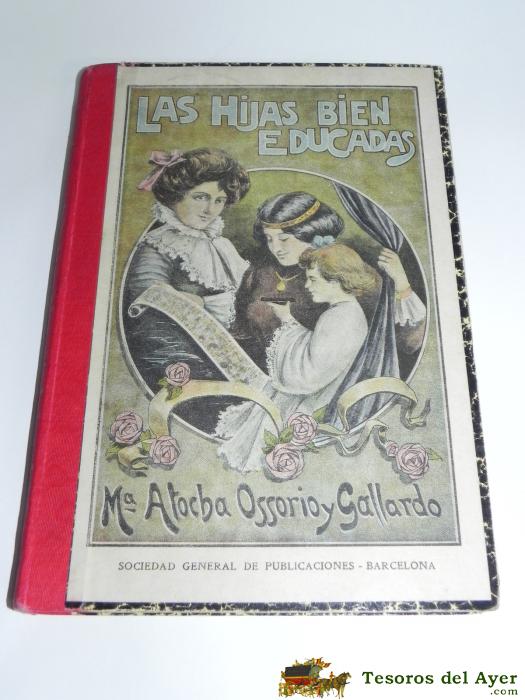 LAS HIJAS BIEN
EDUCADAS
Mª Atocha Ossorio y Gallardo
SOCIEDAD GENERAL DE PUBLICACIONES - BARCELONA
Tesoros del Ayer
.com